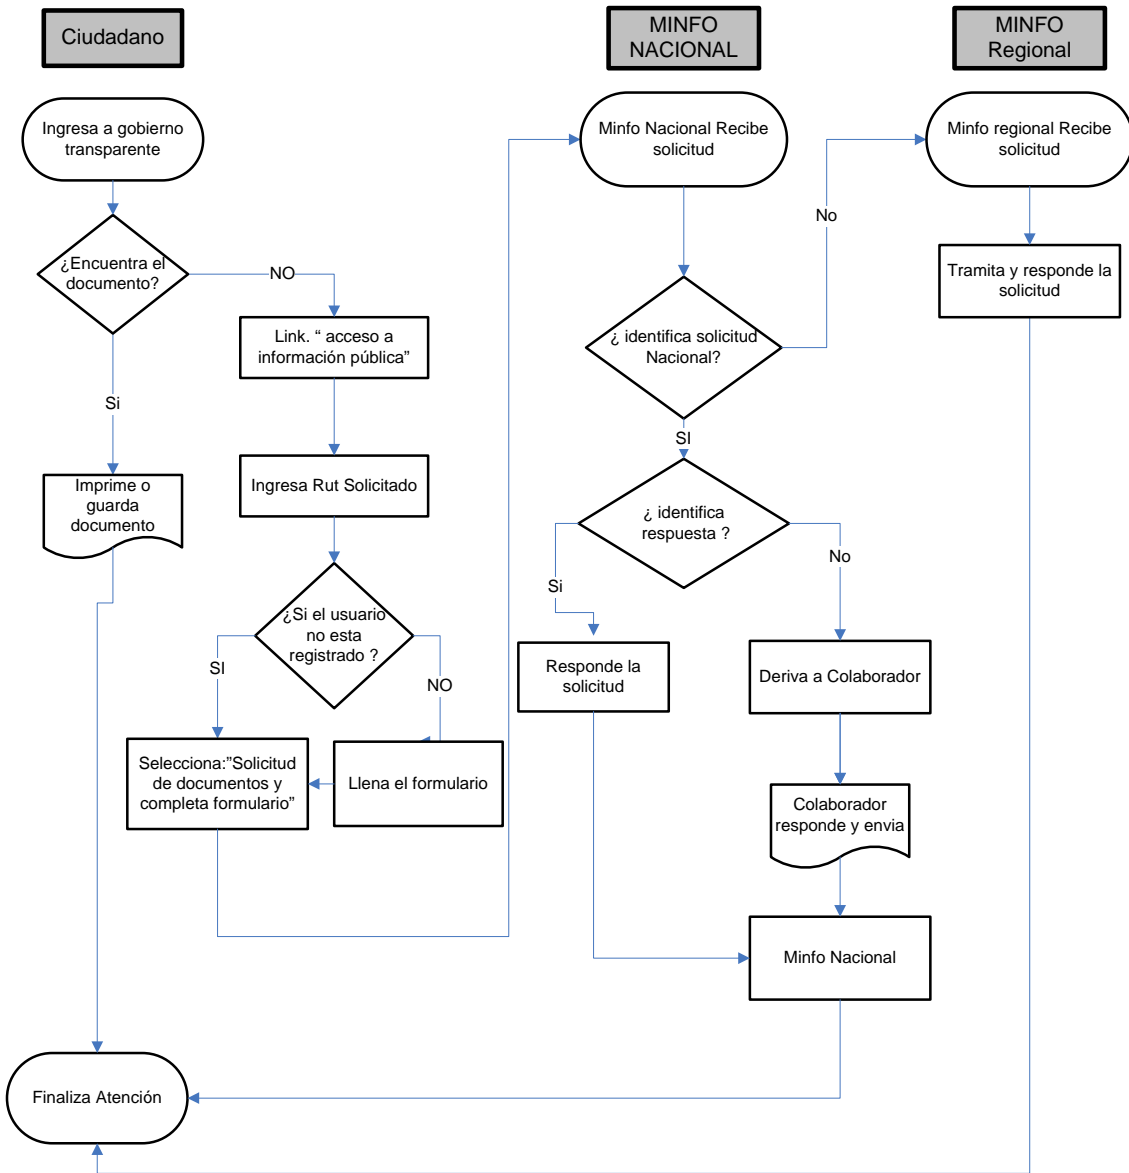 Ciudadano
MINFO
NACIONAL
MINFO
Regional
Ingresa a gobierno
transparente
Minfo Nacional Recibe
solicitud
Minfo regional Recibe
solicitud
No
¿Encuentra el
documento?
NO
Tramita y responde la
solicitud
Link. “ acceso a
información pública”
¿ identifica solicitud
Nacional?
Si
SI
Imprime o
guarda
documento
Ingresa Rut Solicitado
¿ identifica
respuesta ?
Si
No
¿Si el usuario
no esta
registrado ?
SI
NO
Responde la
solicitud
Deriva a Colaborador
Selecciona:”Solicitud
de documentos y
completa formulario”
Llena el formulario
Colaborador
responde y envia
Minfo Nacional
Finaliza Atención